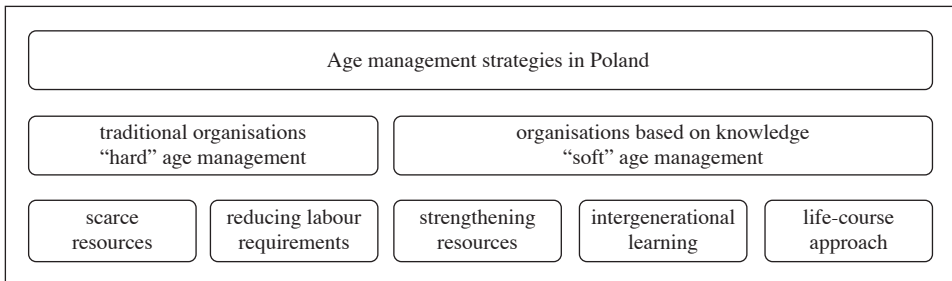 Age management strategies in Poland
traditional organisations
“hard” age management
organisations based on knowledge
“soft” age management
scarce
resources
reducing labour
requirements
strengthening
resources
intergenerational
learning
life-course
approach